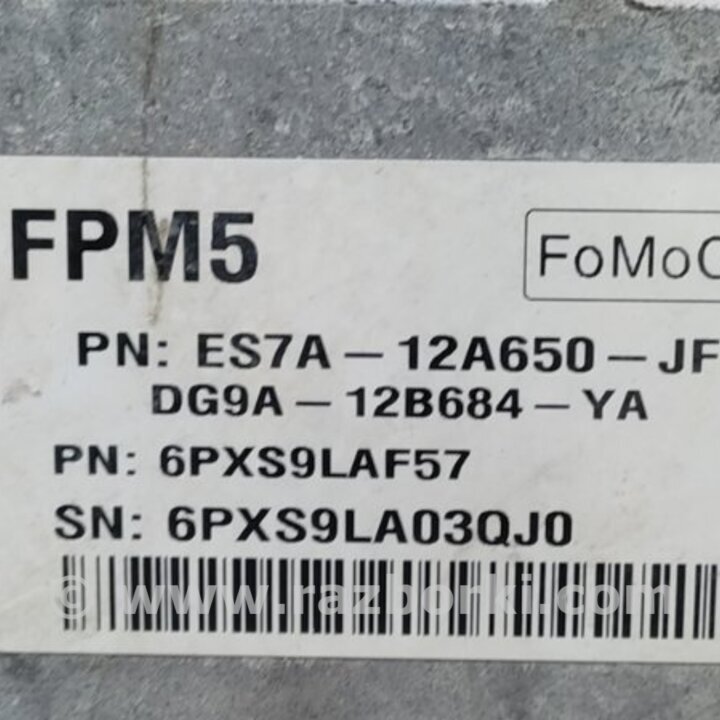 FPM5
FoMoC
PN: ES7A-12A650-JF
DG9A-12B684-YA
PN: 6PXS9LAF57
SN: 6PXS9LA03QJ0
© www.razborki.com